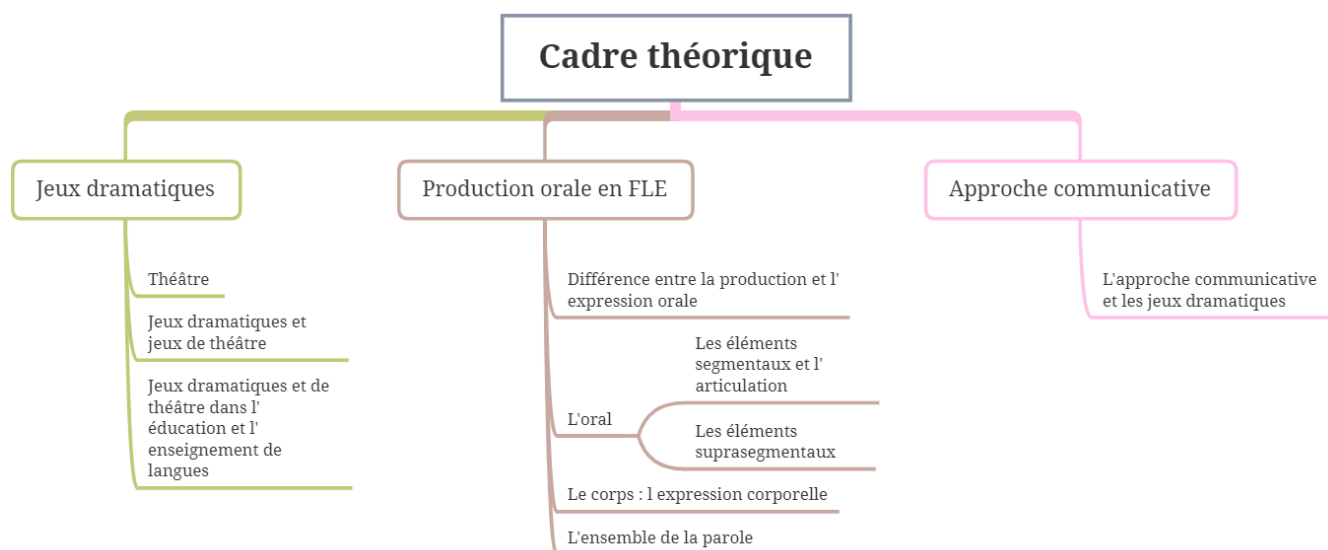 Cadre théorique
Jeux dramatiques
Théâtre
Jeux dramatiques et
jeux de théâtre
Jeux dramatiques et de
théâtre dans l'
éducation et l'
enseignement de
langues
Production orale en FLE
Différence entre la production et l'
expression orale
L'oral
Les éléments
segmentaux et l'
articulation
Les éléments
suprasegmentaux
Le corps : l expression corporelle
L'ensemble de la parole
Approche communicative
L'approche communicative
et les jeux dramatiques